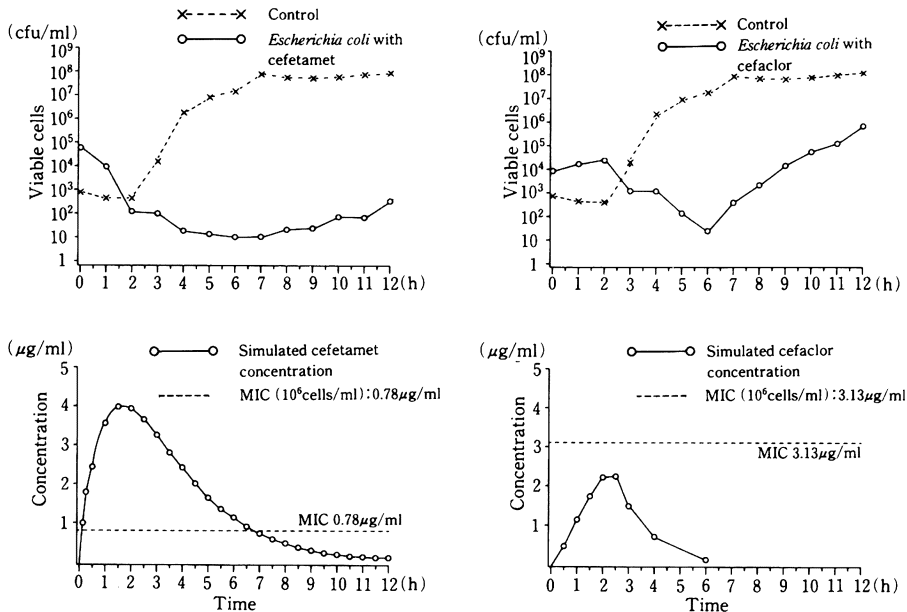 (cfu/ml)
×-----× Control
○——○ Escherichia coli with
cefetamet
10⁹
10⁸
10⁷
10⁶
10⁵
10⁴
10³
10²
10
1
Viable cells
0 1 2 3 4 5 6 7 8 9 10 11 12(h)
(cfu/ml)
×-----× Control
○——○ Escherichia coli with
cefaclor
10⁹
10⁸
10⁷
10⁶
10⁵
10⁴
10³
10²
10
1
Viable cells
0 1 2 3 4 5 6 7 8 9 10 11 12(h)
(μg/ml)
○——○ Simulated cefetamet
concentration
----- MIC (10⁶cells/ml):0.78μg/ml
5
4
3
2
1
Concentration
MIC 0.78μg/ml
0 1 2 3 4 5 6 7 8 9 10 11 12(h)
Time
(μg/ml)
○——○ Simulated cefaclor
concentration
----- MIC (10⁶cells/ml):3.13μg/ml
5
4
3
2
1
Concentration
MIC 3.13μg/ml
0 1 2 3 4 5 6 7 8 9 10 11 12(h)
Time